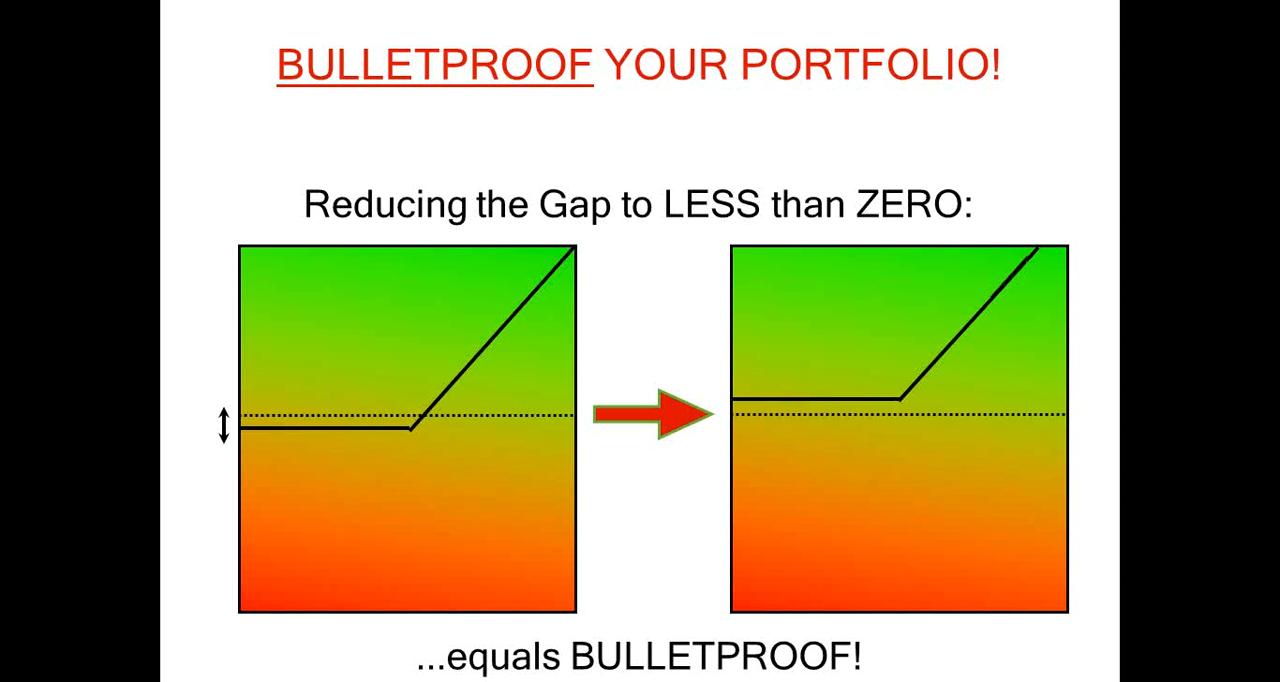 BULLETPROOF YOUR PORTFOLIO!
Reducing the Gap to LESS than ZERO:
...equals BULLETPROOF!